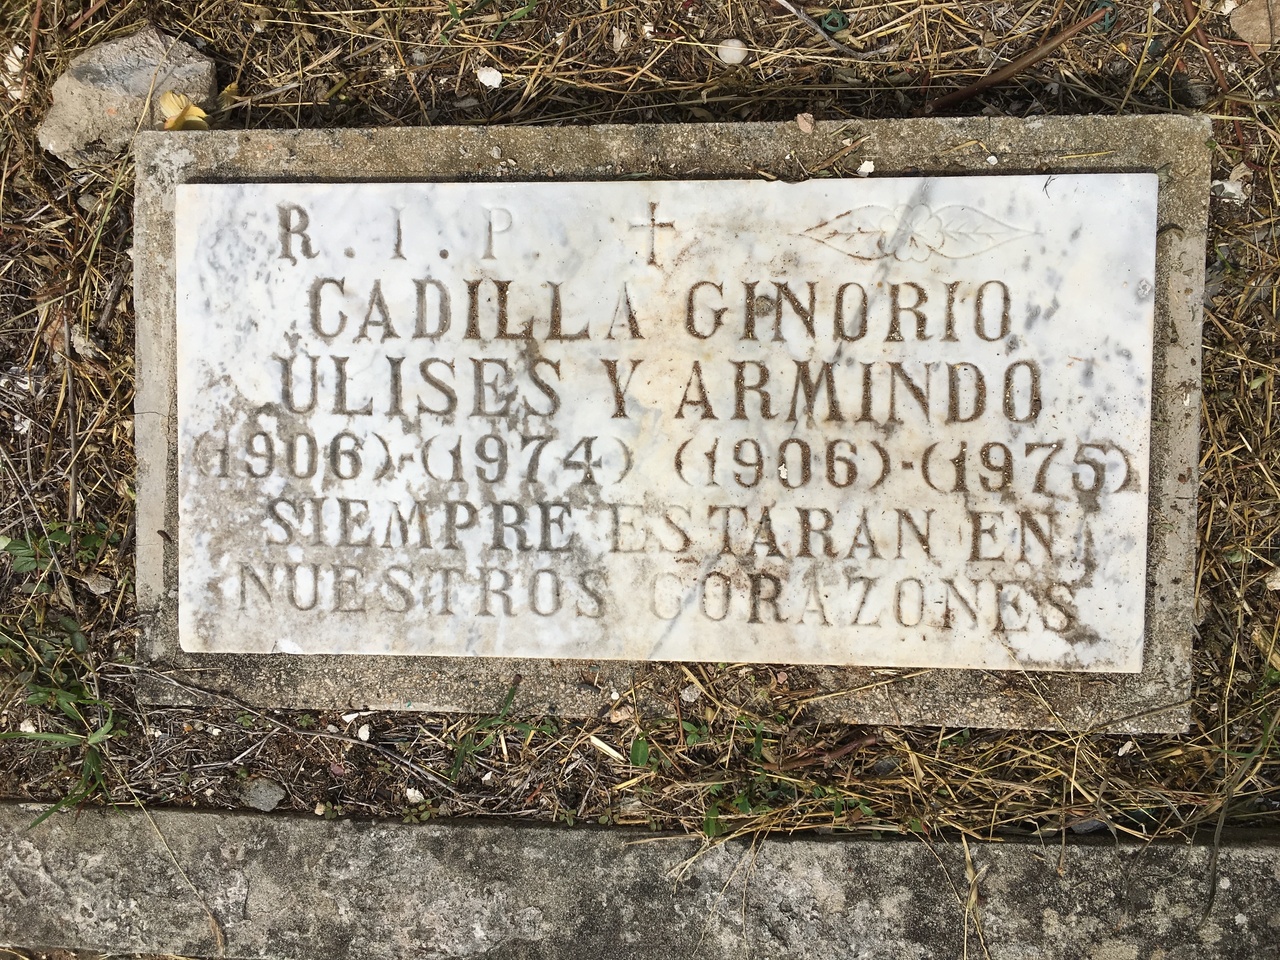 R. I. P.
CADILLA GINORIO
ULISES Y ARMINDO
(1906)-(1974) (1906)-(1975)
SIEMPRE ESTARAN EN
NUESTROS CORAZONES